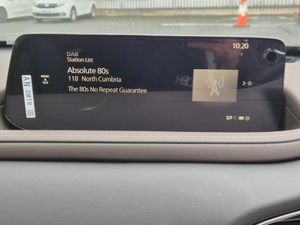 10:20
DAB
Station List
Absolute 80s
11B North Cumbria
The 80s No Repeat Guarantee